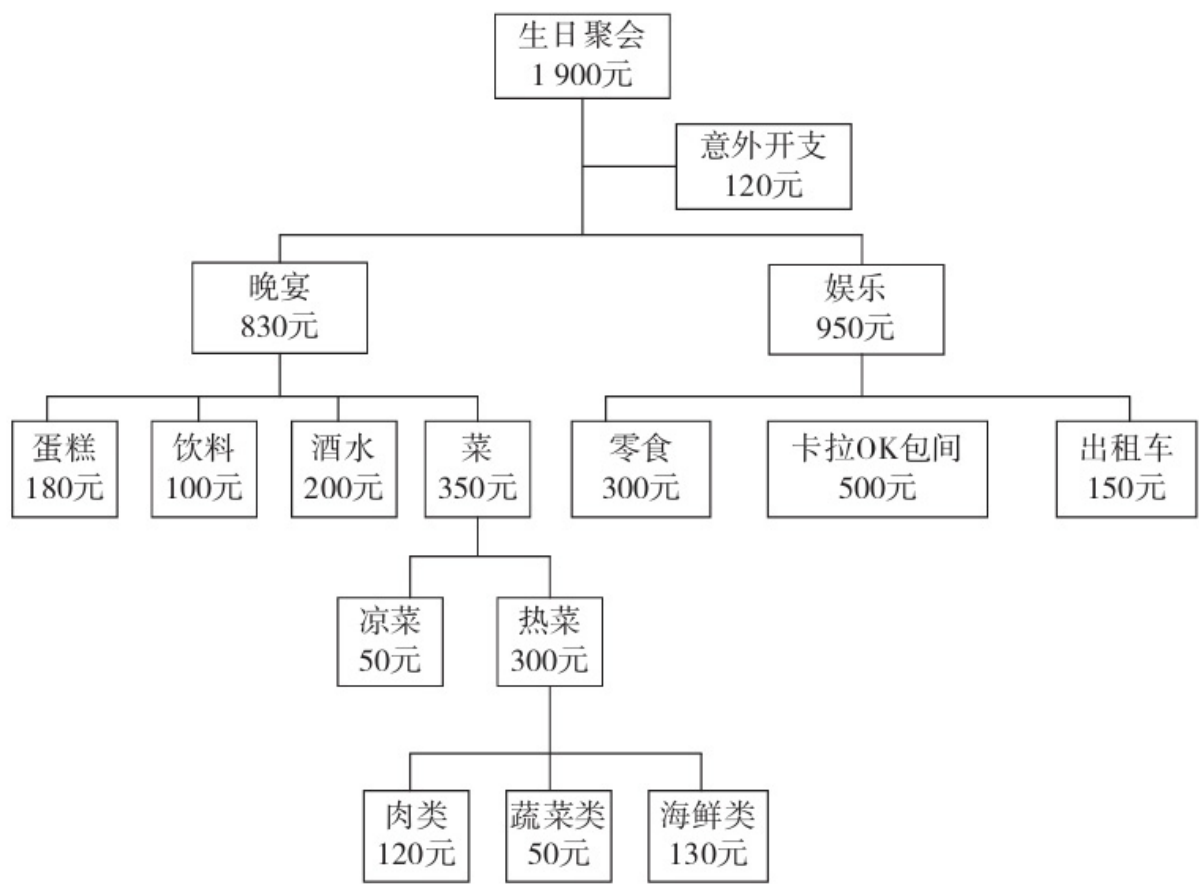 生日聚会
1 900元
意外开支
120元
晚宴
830元
娱乐
950元
蛋糕
180元
饮料
100元
酒水
200元
菜
350元
零食
300元
卡拉OK包间
500元
出租车
150元
凉菜
50元
热菜
300元
肉类
120元
蔬菜类
50元
海鲜类
130元